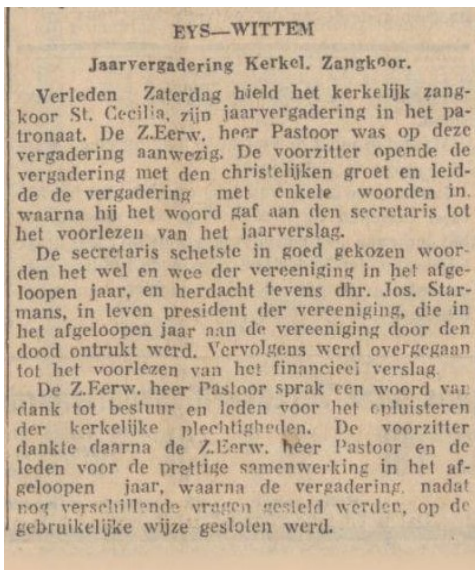 EYS—WITTEM
Jaarvergadering Kerkel. Zangkoor.
Verleden Zaterdag hield het kerkelijk zang-
koor St. Cecilia, zijn jaarvergadering in het pa-
tronaat. De Z.Eerw. heer Pastoor was op deze
vergadering aanwezig. De voorzitter opende de
vergadering met den christelijken groet en leid-
de de vergadering met enkele woorden in,
waarna hij het woord gaf aan den secretaris tot
het voorlezen van het jaarverslag.
De secretaris schetste in goed gekozen woor-
den het wel en wee der vereeniging in het afge-
loopen jaar, en herdacht tevens dhr. Jos. Star-
mans, in leven president der vereeniging, die in
het afgeloopen jaar aan de vereeniging door den
dood ontrukt werd. Vervolgens werd overgegaan
tot het voorlezen van het financieel verslag
De Z.Eerw. heer Pastoor sprak een woord van
dank tot bestuur en leden voor het opluisteren
der kerkelijke plechtigheden. De voorzitter
dankte daarna de Z.Eerw. heer Pastoor en de
leden voor de prettige samenwerking in het af-
geloopen jaar, waarna de vergadering, nadat
nog verschillende vragen gesteld werden, op de
gebruikelijke wijze gesloten werd.